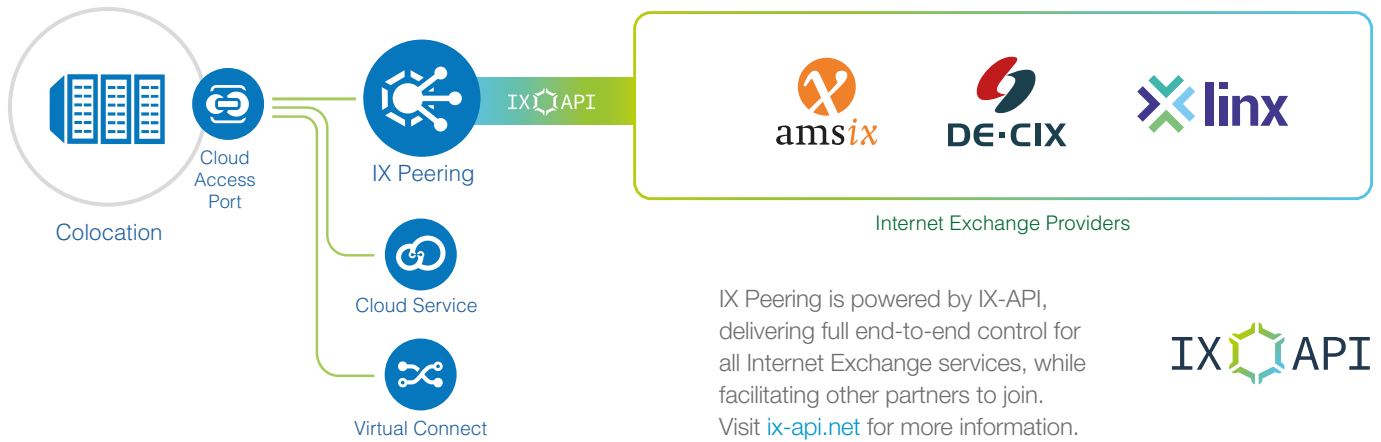 Colocation
Cloud
Access
Port
IX Peering
IX API
amsix
DE-CIX
linx
Internet Exchange Providers
Cloud Service
Virtual Connect
IX Peering is powered by IX-API,
delivering full end-to-end control for
all Internet Exchange services, while
facilitating other partners to join.
Visit ix-api.net for more information.
IX API